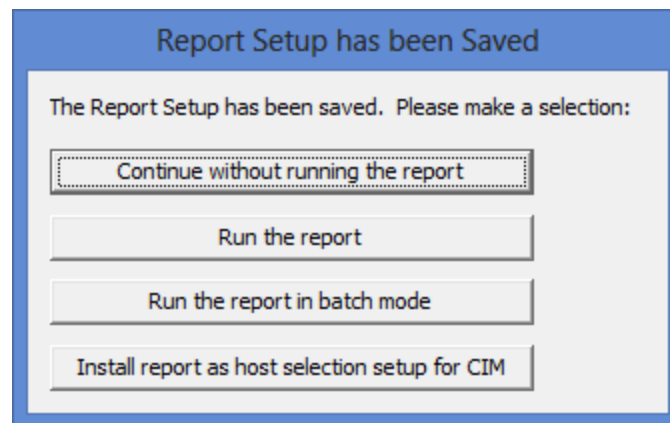 Report Setup has been Saved
The Report Setup has been saved.  Please make a selection:
Continue without running the report
Run the report
Run the report in batch mode
Install report as host selection setup for CIM